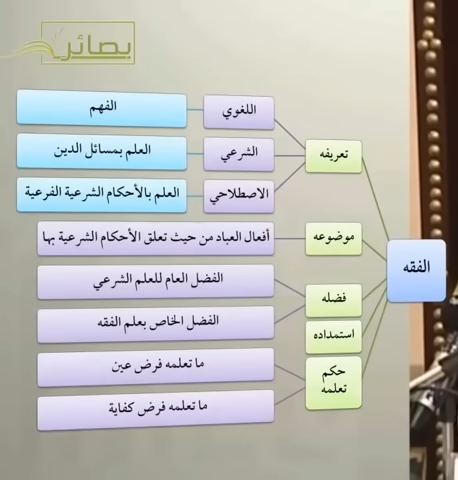 بصائر
الفقه
تعريفه
اللغوي
الفهم
الشرعي
العلم بمسائل الدين
الاصطلاحي
العلم بالأحكام الشرعية الفرعية
موضوعه
أفعال العباد من حيث تعلق الأحكام الشرعية بها
فضله
الفضل العام للعلم الشرعي
الفضل الخاص بعلم الفقه
استمداده
حكم
تعلمه
ما تعلمه فرض عين
ما تعلمه فرض كفاية